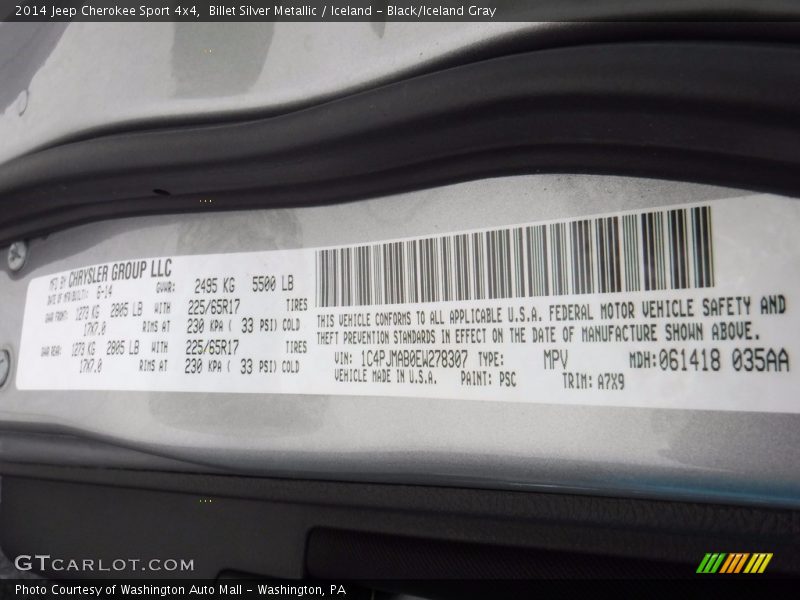 2014 Jeep Cherokee Sport 4x4, Billet Silver Metallic / Iceland - Black/Iceland Gray
MFD BY CHRYSLER GROUP LLC
DATE OF MFR/BUILT: 6-14 GVWR: 2495 KG 5500 LB
GAWR FRONT: 1273 KG 2805 LB WITH 225/65R17 TIRES
17X7.0 RIMS AT 230 KPA ( 33 PSI) COLD
GAWR REAR: 1273 KG 2805 LB WITH 225/65R17 TIRES
17X7.0 RIMS AT 230 KPA ( 33 PSI) COLD
THIS VEHICLE CONFORMS TO ALL APPLICABLE U.S.A. FEDERAL MOTOR VEHICLE SAFETY AND
THEFT PREVENTION STANDARDS IN EFFECT ON THE DATE OF MANUFACTURE SHOWN ABOVE.
VIN: 1C4PJMAB0EW278307 TYPE: MPV MDH: 061418 035AA
VEHICLE MADE IN U.S.A. PAINT: PSC TRIM: A7X9
GTCARLOT.COM
Photo Courtesy of Washington Auto Mall - Washington, PA